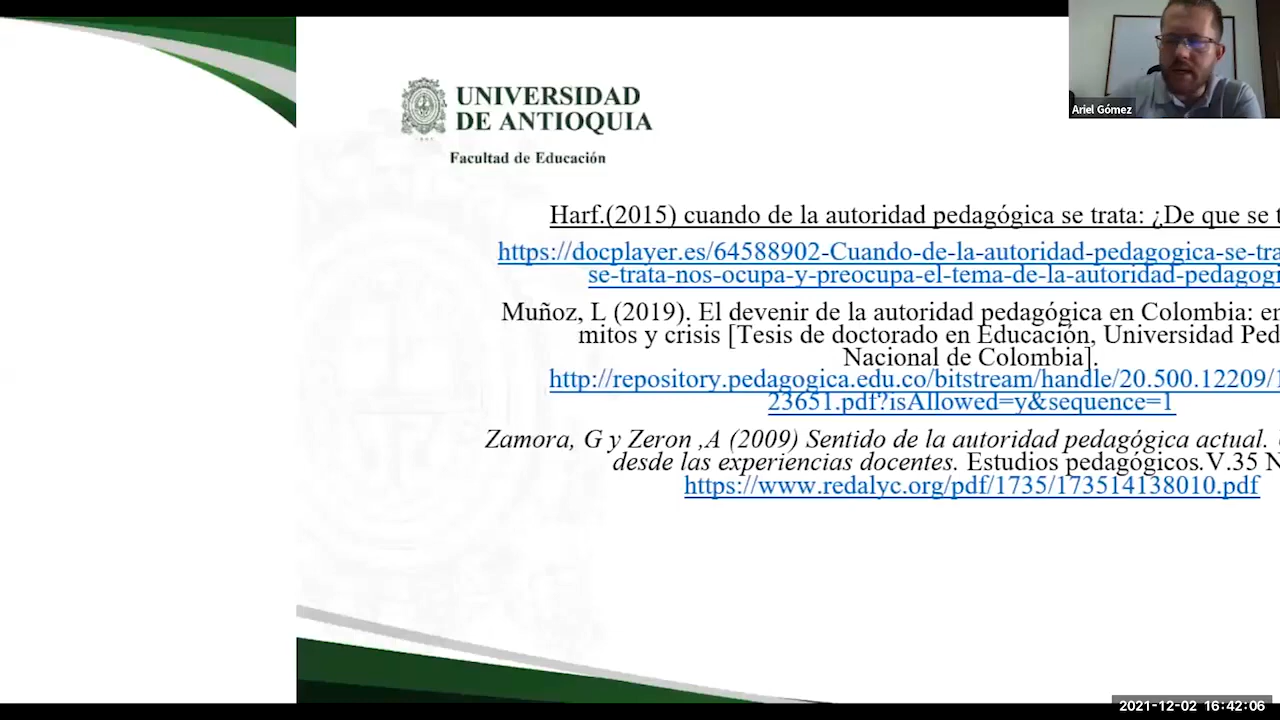 UNIVERSIDAD
DE ANTIOQUIA
Facultad de Educación
Ariel Gómez
Harf.(2015) cuando de la autoridad pedagógica se trata: ¿De que se
https://docplayer.es/64588902-Cuando-de-la-autoridad-pedagogica-se-tra
se-trata-nos-ocupa-y-preocupa-el-tema-de-la-autoridad-pedagogi
Muñoz, L (2019). El devenir de la autoridad pedagógica en Colombia:
mitos y crisis [Tesis de doctorado en Educación, Universidad Ped
Nacional de Colombia].
http://repository.pedagogica.edu.co/bitstream/handle/20.500.12209/1
23651.pdf?isAllowed=y&sequence=1
Zamora, G y Zeron ,A (2009) Sentido de la autoridad pedagógica actual.
desde las experiencias docentes. Estudios pedagógicos.V.35 N
https://www.redalyc.org/pdf/1735/173514138010.pdf
2021-12-02 16:42:06